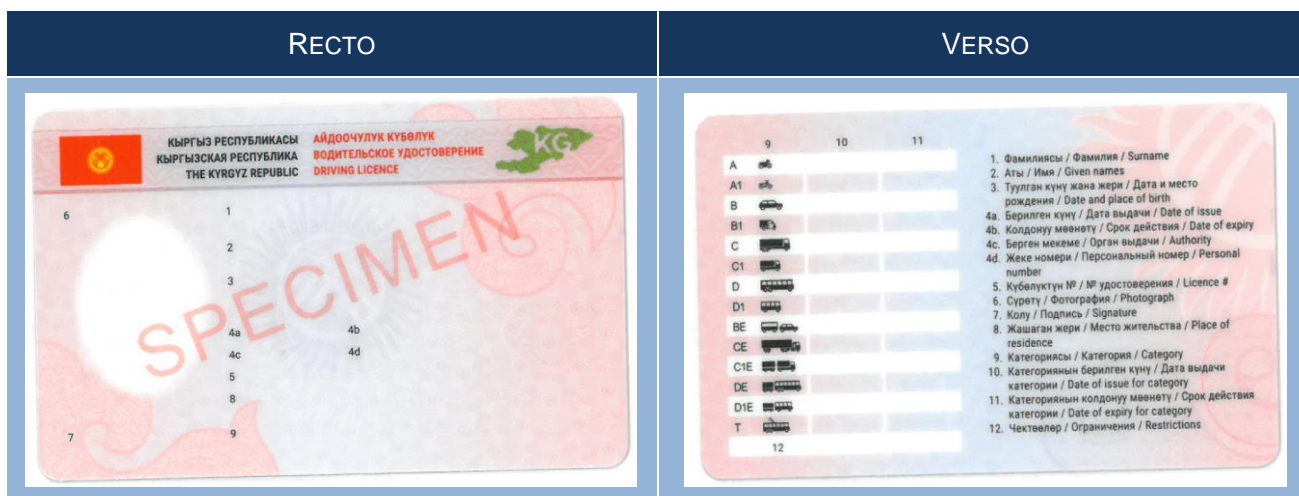 RECTO
VERSO
КЫРГЫЗ РЕСПУБЛИКАСЫ
КЫРГЫЗСКАЯ РЕСПУБЛИКА
THE KYRGYZ REPUBLIC
АЙДООЧУЛУК КҮБӨЛҮК
ВОДИТЕЛЬСКОЕ УДОСТОВЕРЕНИЕ
DRIVING LICENCE
KG
6
1
2
3
4a 4b
4c 4d
5
8
7
9
SPECIMEN
9 10 11
A
A1
B
B1
C
C1
D
D1
BE
CE
C1E
DE
D1E
T
12
1. Фамилиясы / Фамилия / Surname
2. Аты / Имя / Given names
3. Туулган күнү жана жери / Дата и место
рождения / Date and place of birth
4a. Берилген күнү / Дата выдачи / Date of issue
4b. Колдонуу мөөнөтү / Срок действия / Date of expiry
4c. Берген мекеме / Орган выдачи / Authority
4d. Жеке номери / Персональный номер / Personal
number
5. Күбөлүктүн № / № удостоверения / Licence #
6. Сүрөтү / Фотография / Photograph
7. Колу / Подпись / Signature
8. Жашаган жери / Место жительства / Place of
residence
9. Категориясы / Категория / Category
10. Категориянын берилген күнү / Дата выдачи
категории / Date of issue for category
11. Категориянын колдонуу мөөнөтү / Срок действия
категории / Date of expiry for category
12. Чектөөлөр / Ограничения / Restrictions